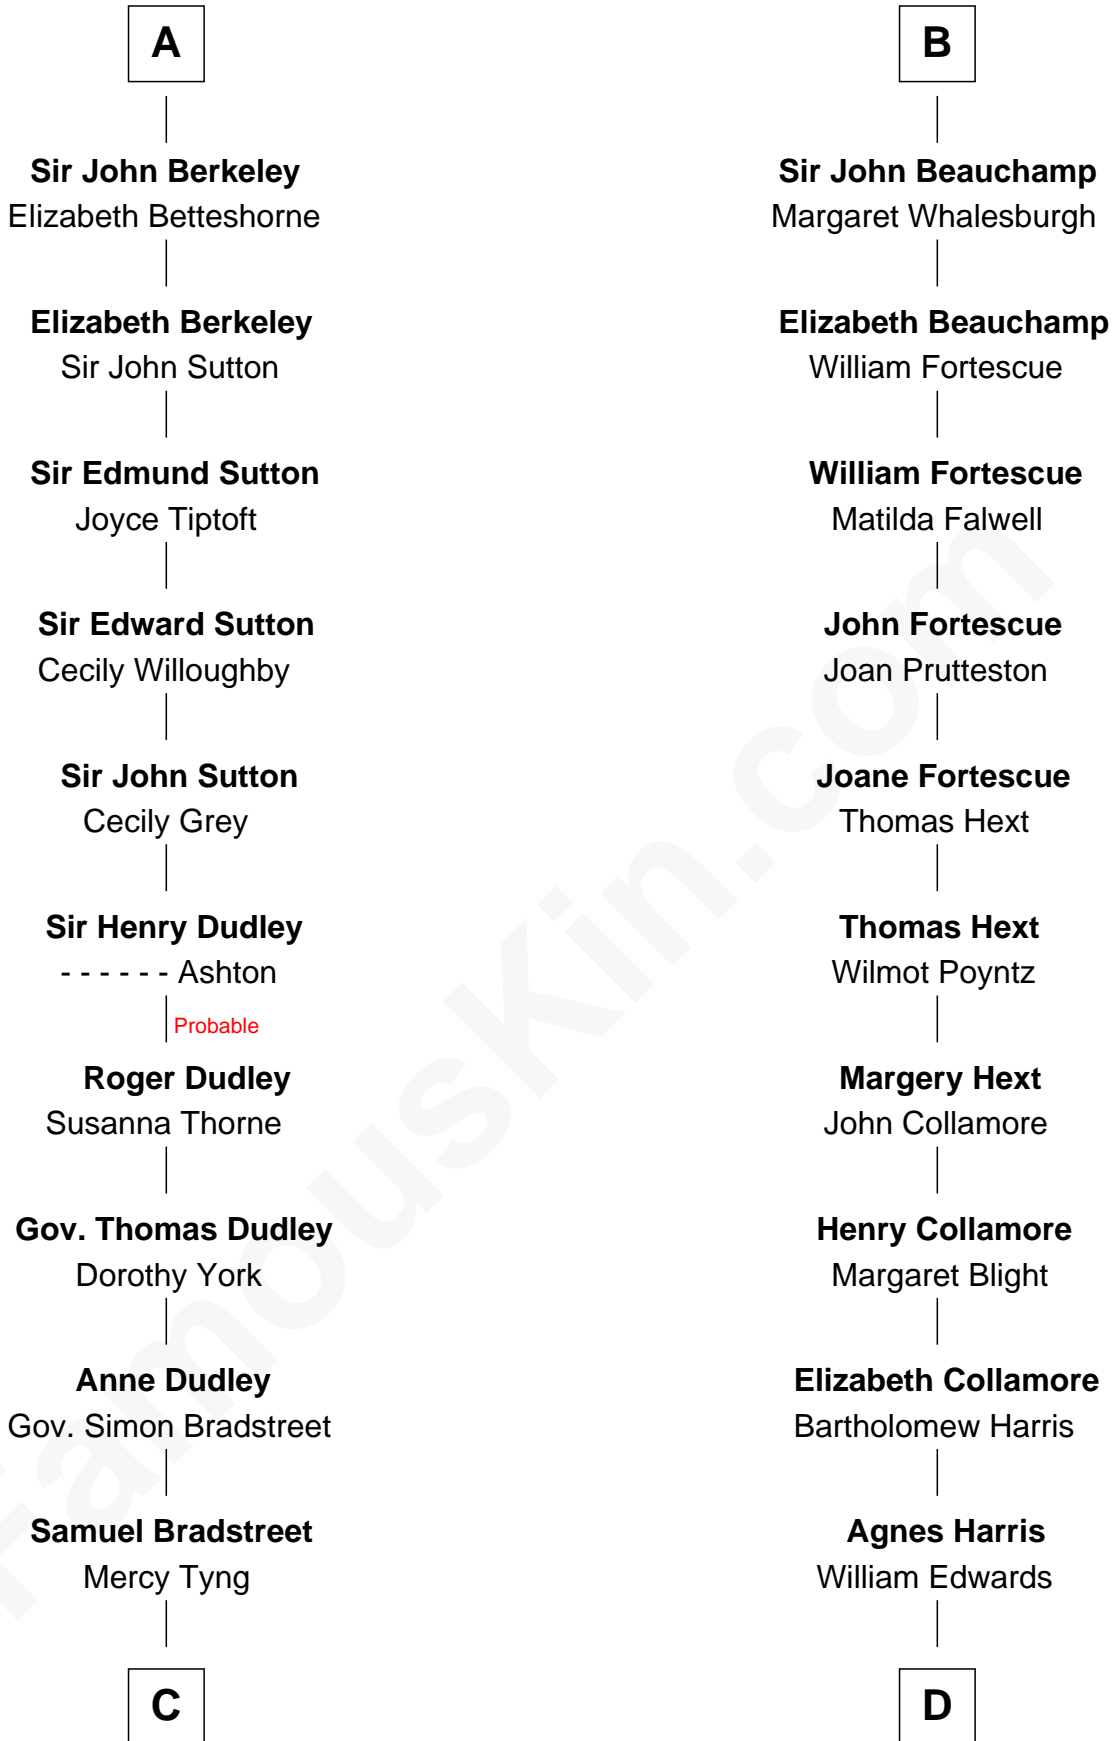 A
Sir John Berkeley
Elizabeth Betteshorne
Elizabeth Berkeley
Sir John Sutton
Sir Edmund Sutton
Joyce Tiptoft
Sir Edward Sutton
Cecily Willoughby
Sir John Sutton
Cecily Grey
Sir Henry Dudley
- - - - - - Ashton
Probable
Roger Dudley
Susanna Thorne
Gov. Thomas Dudley
Dorothy York
Anne Dudley
Gov. Simon Bradstreet
Samuel Bradstreet
Mercy Tyng
C
B
Sir John Beauchamp
Margaret Whalesburgh
Elizabeth Beauchamp
William Fortescue
William Fortescue
Matilda Falwell
John Fortescue
Joan Prutteston
Joane Fortescue
Thomas Hext
Thomas Hext
Wilmot Poyntz
Margery Hext
John Collamore
Henry Collamore
Margaret Blight
Elizabeth Collamore
Bartholomew Harris
Agnes Harris
William Edwards
D
FamousKin.com